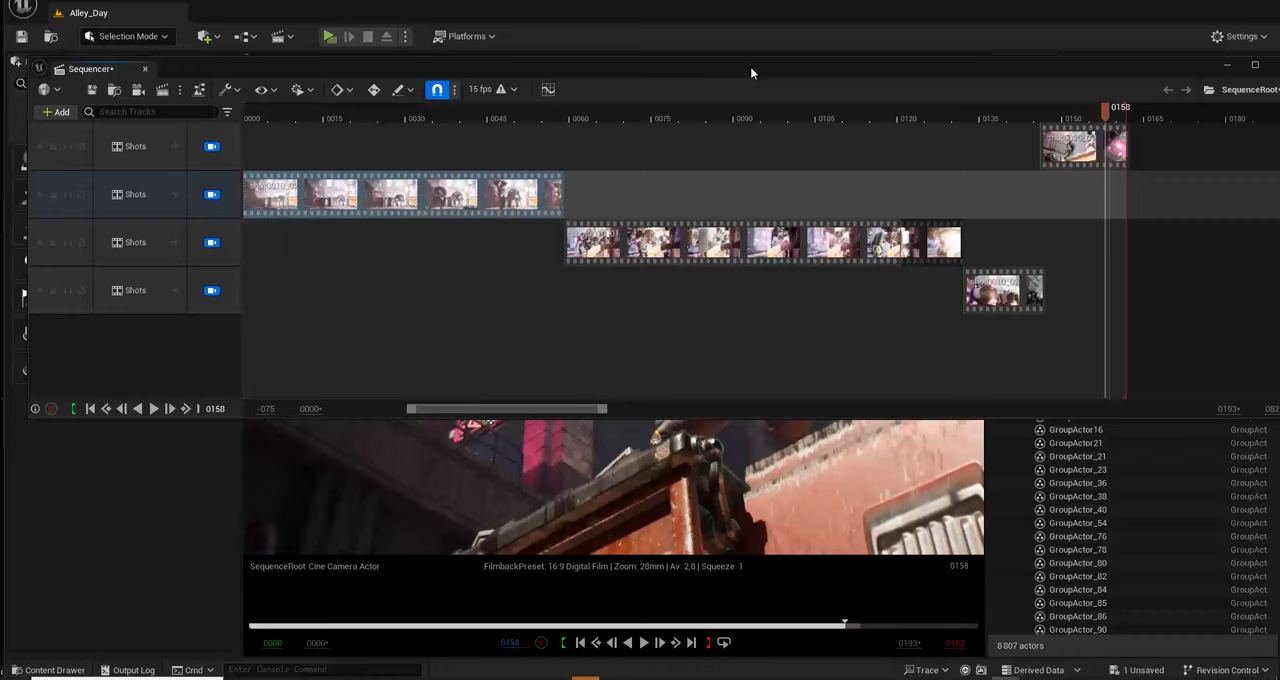 Alley_Day
Selection Mode
Platforms
Settings
Sequencer*
15 fps
SequenceRoot*
+ Add
Search Tracks
0000 0015 0030 0045 0060 0075 0090 0105 0120 0135 0150 0165 0180
0158
Shots
Shots
Shots
Shots
0158
-075
0000*
0193*
082
GroupActor16 GroupAct
GroupActor21 GroupAct
GroupActor_21 GroupAct
GroupActor_23 GroupAct
GroupActor_36 GroupAct
GroupActor_38 GroupAct
GroupActor_40 GroupAct
GroupActor_54 GroupAct
GroupActor_76 GroupAct
GroupActor_78 GroupAct
GroupActor_80 GroupAct
GroupActor_82 GroupAct
GroupActor_84 GroupAct
GroupActor_85 GroupAct
GroupActor_86 GroupAct
GroupActor_90 GroupAct
SequenceRoot Cine Camera Actor
FilmbackPreset: 16:9 Digital Film | Zoom: 28mm | Av: 2,8 | Squeeze: 1
0158
0000
0000*
0158
0193*
0162
8 807 actors
Content Drawer
Output Log
Cmd
Enter Console Command
Trace
Derived Data
1 Unsaved
Revision Control